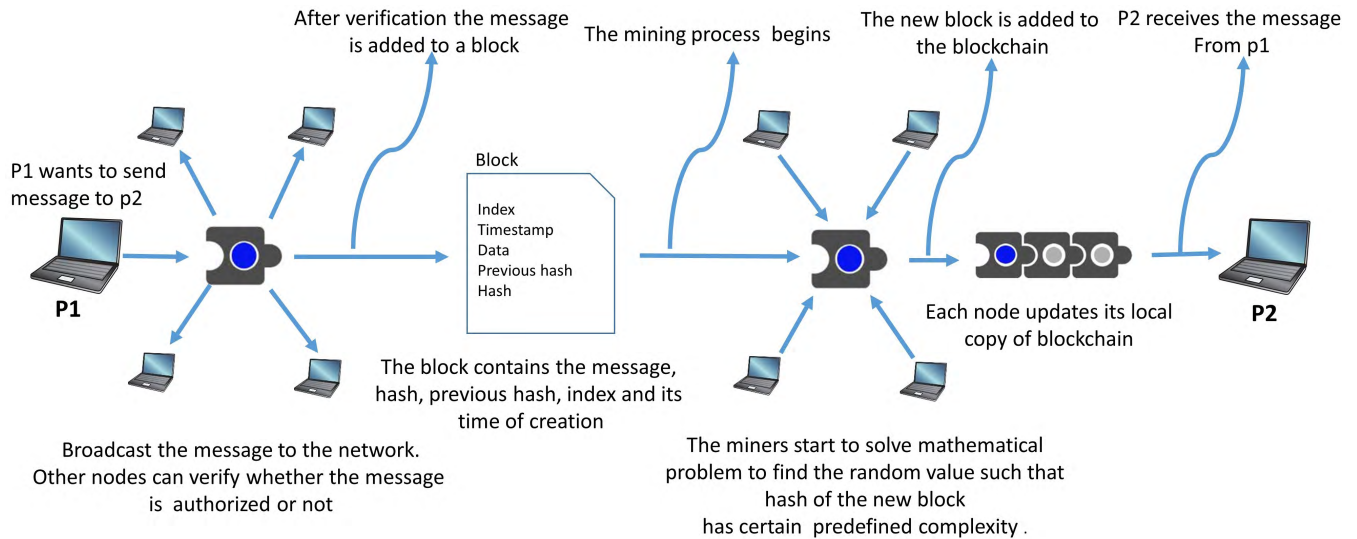 After verification the message
is added to a block
The mining process  begins
The new block is added to
the blockchain
P2 receives the message
From p1
P1 wants to send
message to p2
P1
Block
Index
Timestamp
Data
Previous hash
Hash
Each node updates its local
copy of blockchain
P2
The block contains the message,
hash, previous hash, index and its
time of creation
Broadcast the message to the network.
Other nodes can verify whether the message
is  authorized or not
The miners start to solve mathematical
problem to find the random value such that
hash of the new block
has certain  predefined complexity .